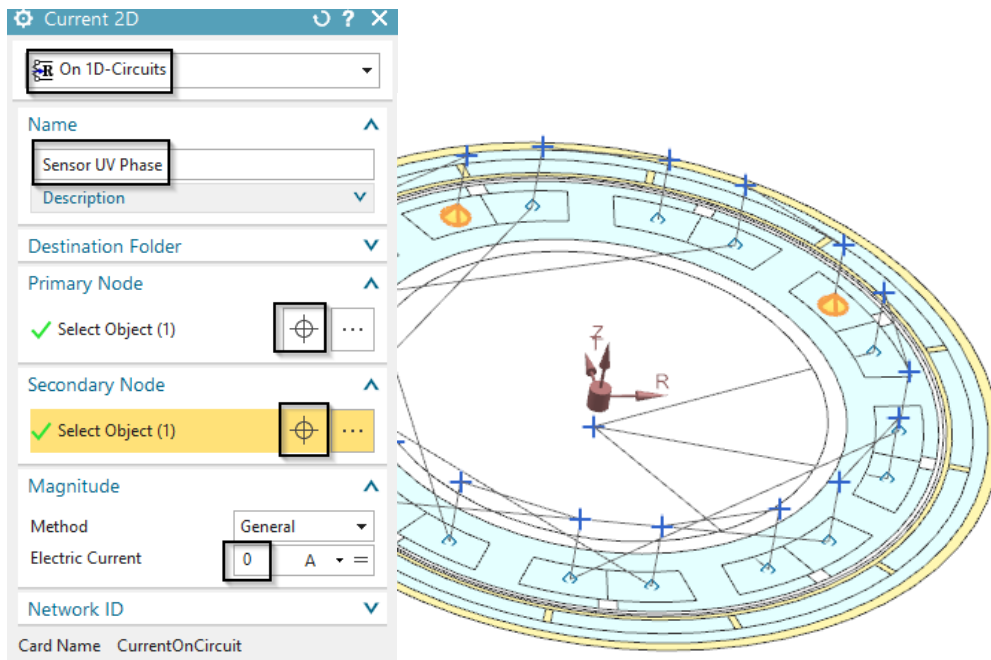 Current 2D ?
On 1D-Circuits
Name
Sensor UV Phase
Description
Destination Folder
Primary Node
Select Object (1) ...
Secondary Node
Select Object (1) ...
Magnitude
Method General
Electric Current 0 A =
Network ID
Card Name CurrentOnCircuit
Z
T
R